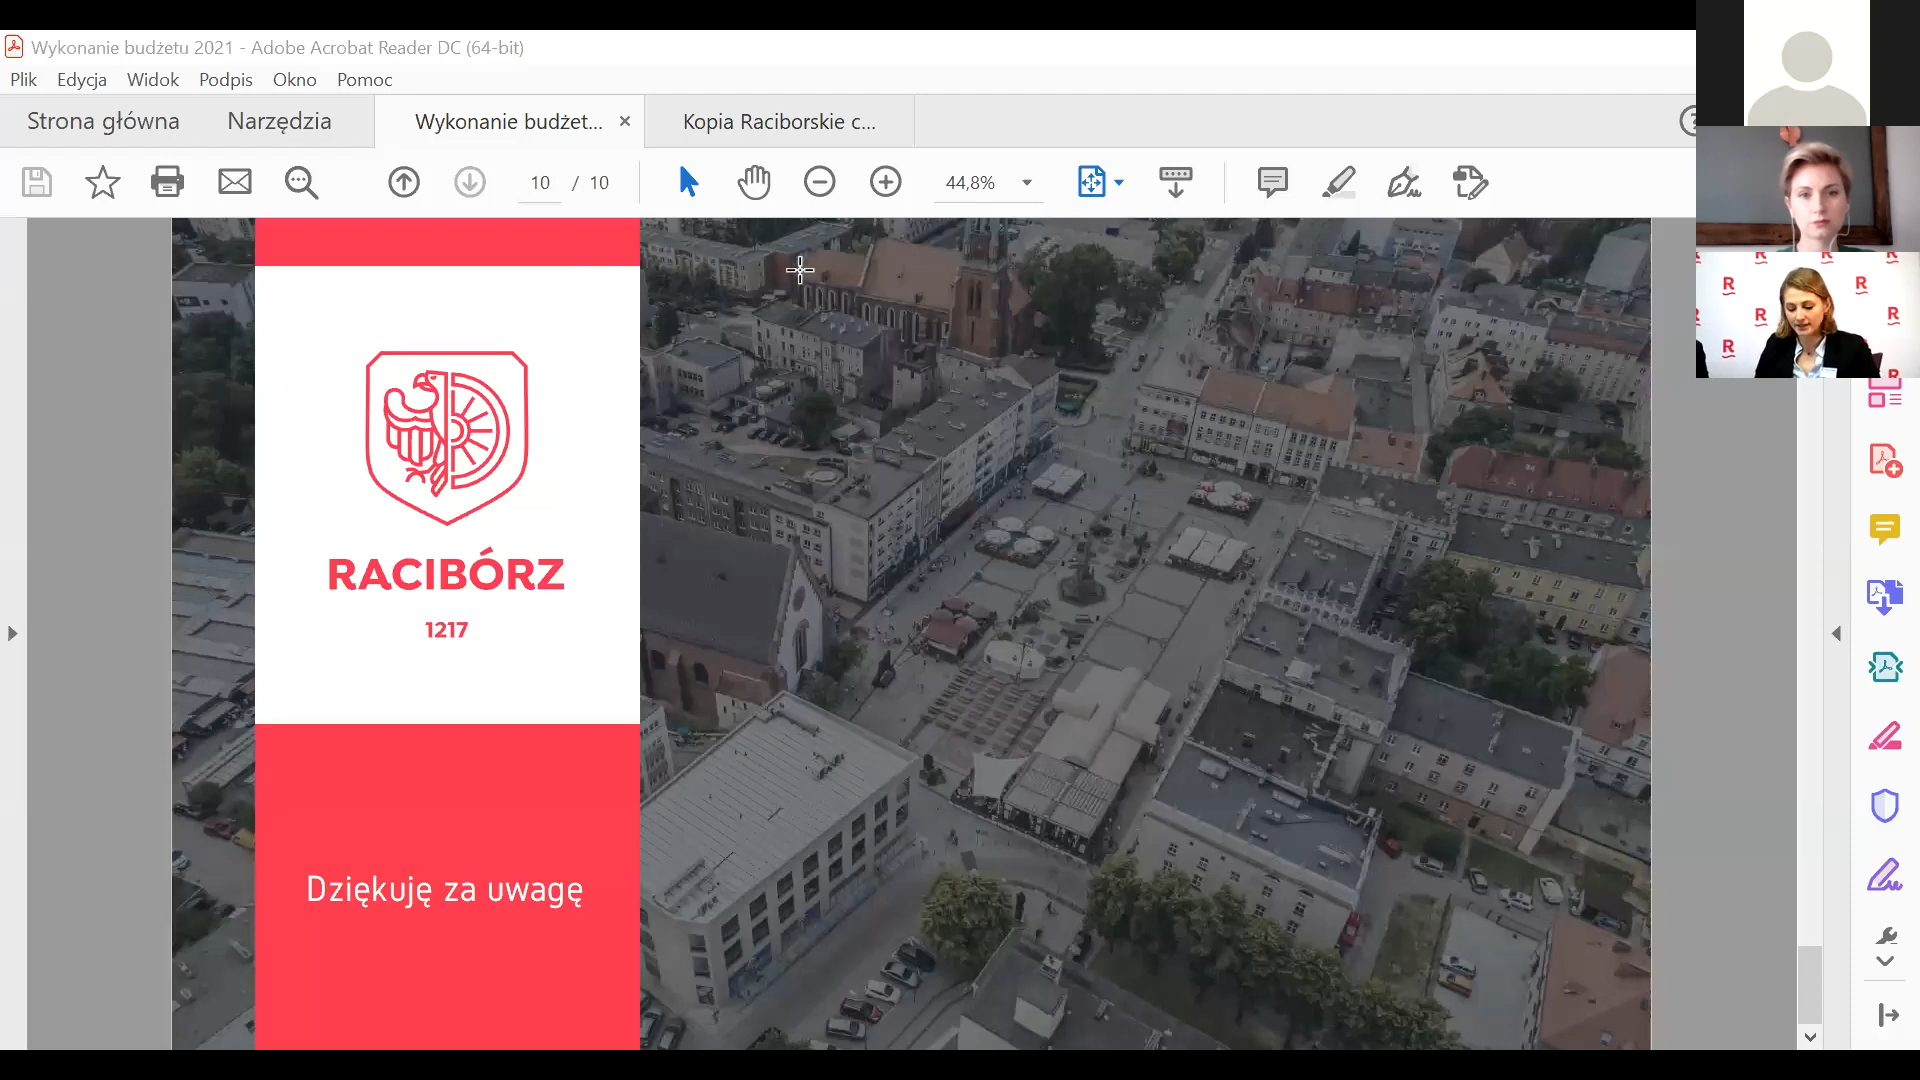 Wykonanie budżetu 2021 - Adobe Acrobat Reader DC (64-bit)
Plik Edycja Widok Podpis Okno Pomoc
Strona główna Narzędzia Wykonanie budżet... × Kopia Raciborskie c...
10 / 10 44,8%
RACIBÓRZ
1217
Dziękuję za uwagę
R R
R R
R R